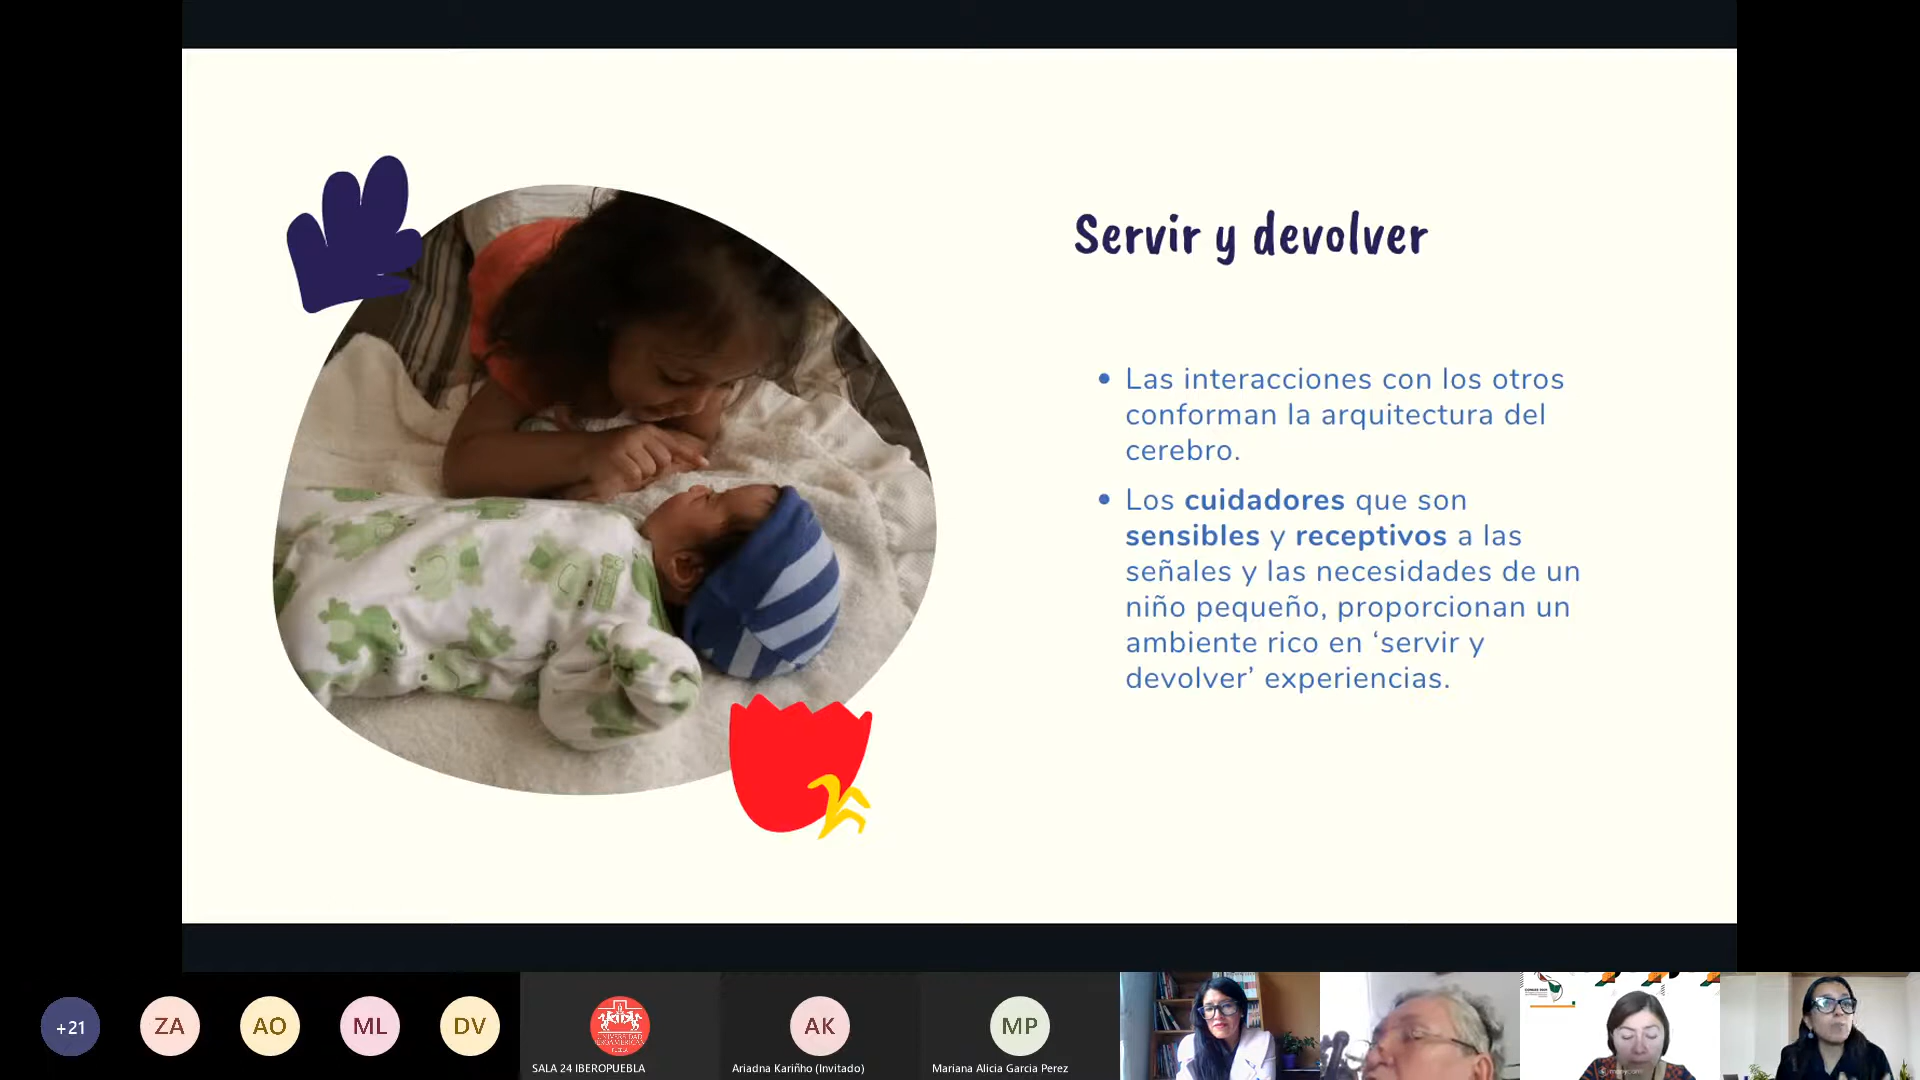 Servir y devolver
Las interacciones con los otros
conforman la arquitectura del
cerebro.
Los cuidadores que son
sensibles y receptivos a las
señales y las necesidades de un
niño pequeño, proporcionan un
ambiente rico en ‘servir y
devolver’ experiencias.
+21
ZA
AO
ML
DV
AK
MP
SALA 24 IBEROPUEBLA
Ariadna Kariñho (Invitado)
Mariana Alicia Garcia Perez